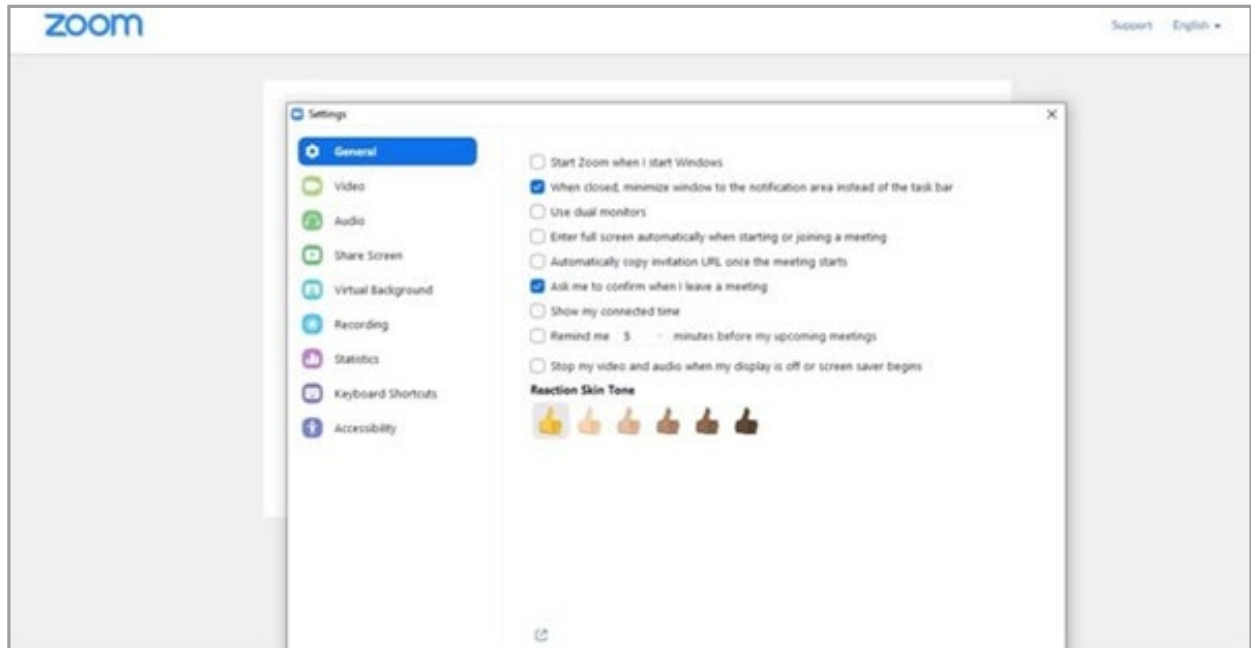 zoom
Support English
Settings
General
Video
Audio
Share Screen
Virtual Background
Recording
Statistics
Keyboard Shortcuts
Accessibility
Start Zoom when I start Windows
When closed, minimize window to the notification area instead of the task bar
Use dual monitors
Enter full screen automatically when starting or joining a meeting
Automatically copy invitation URL once the meeting starts
Ask me to confirm when I leave a meeting
Show my connected time
Remind me 5 minutes before my upcoming meetings
Stop my video and audio when my display is off or screen saver begins
Reaction Skin Tone